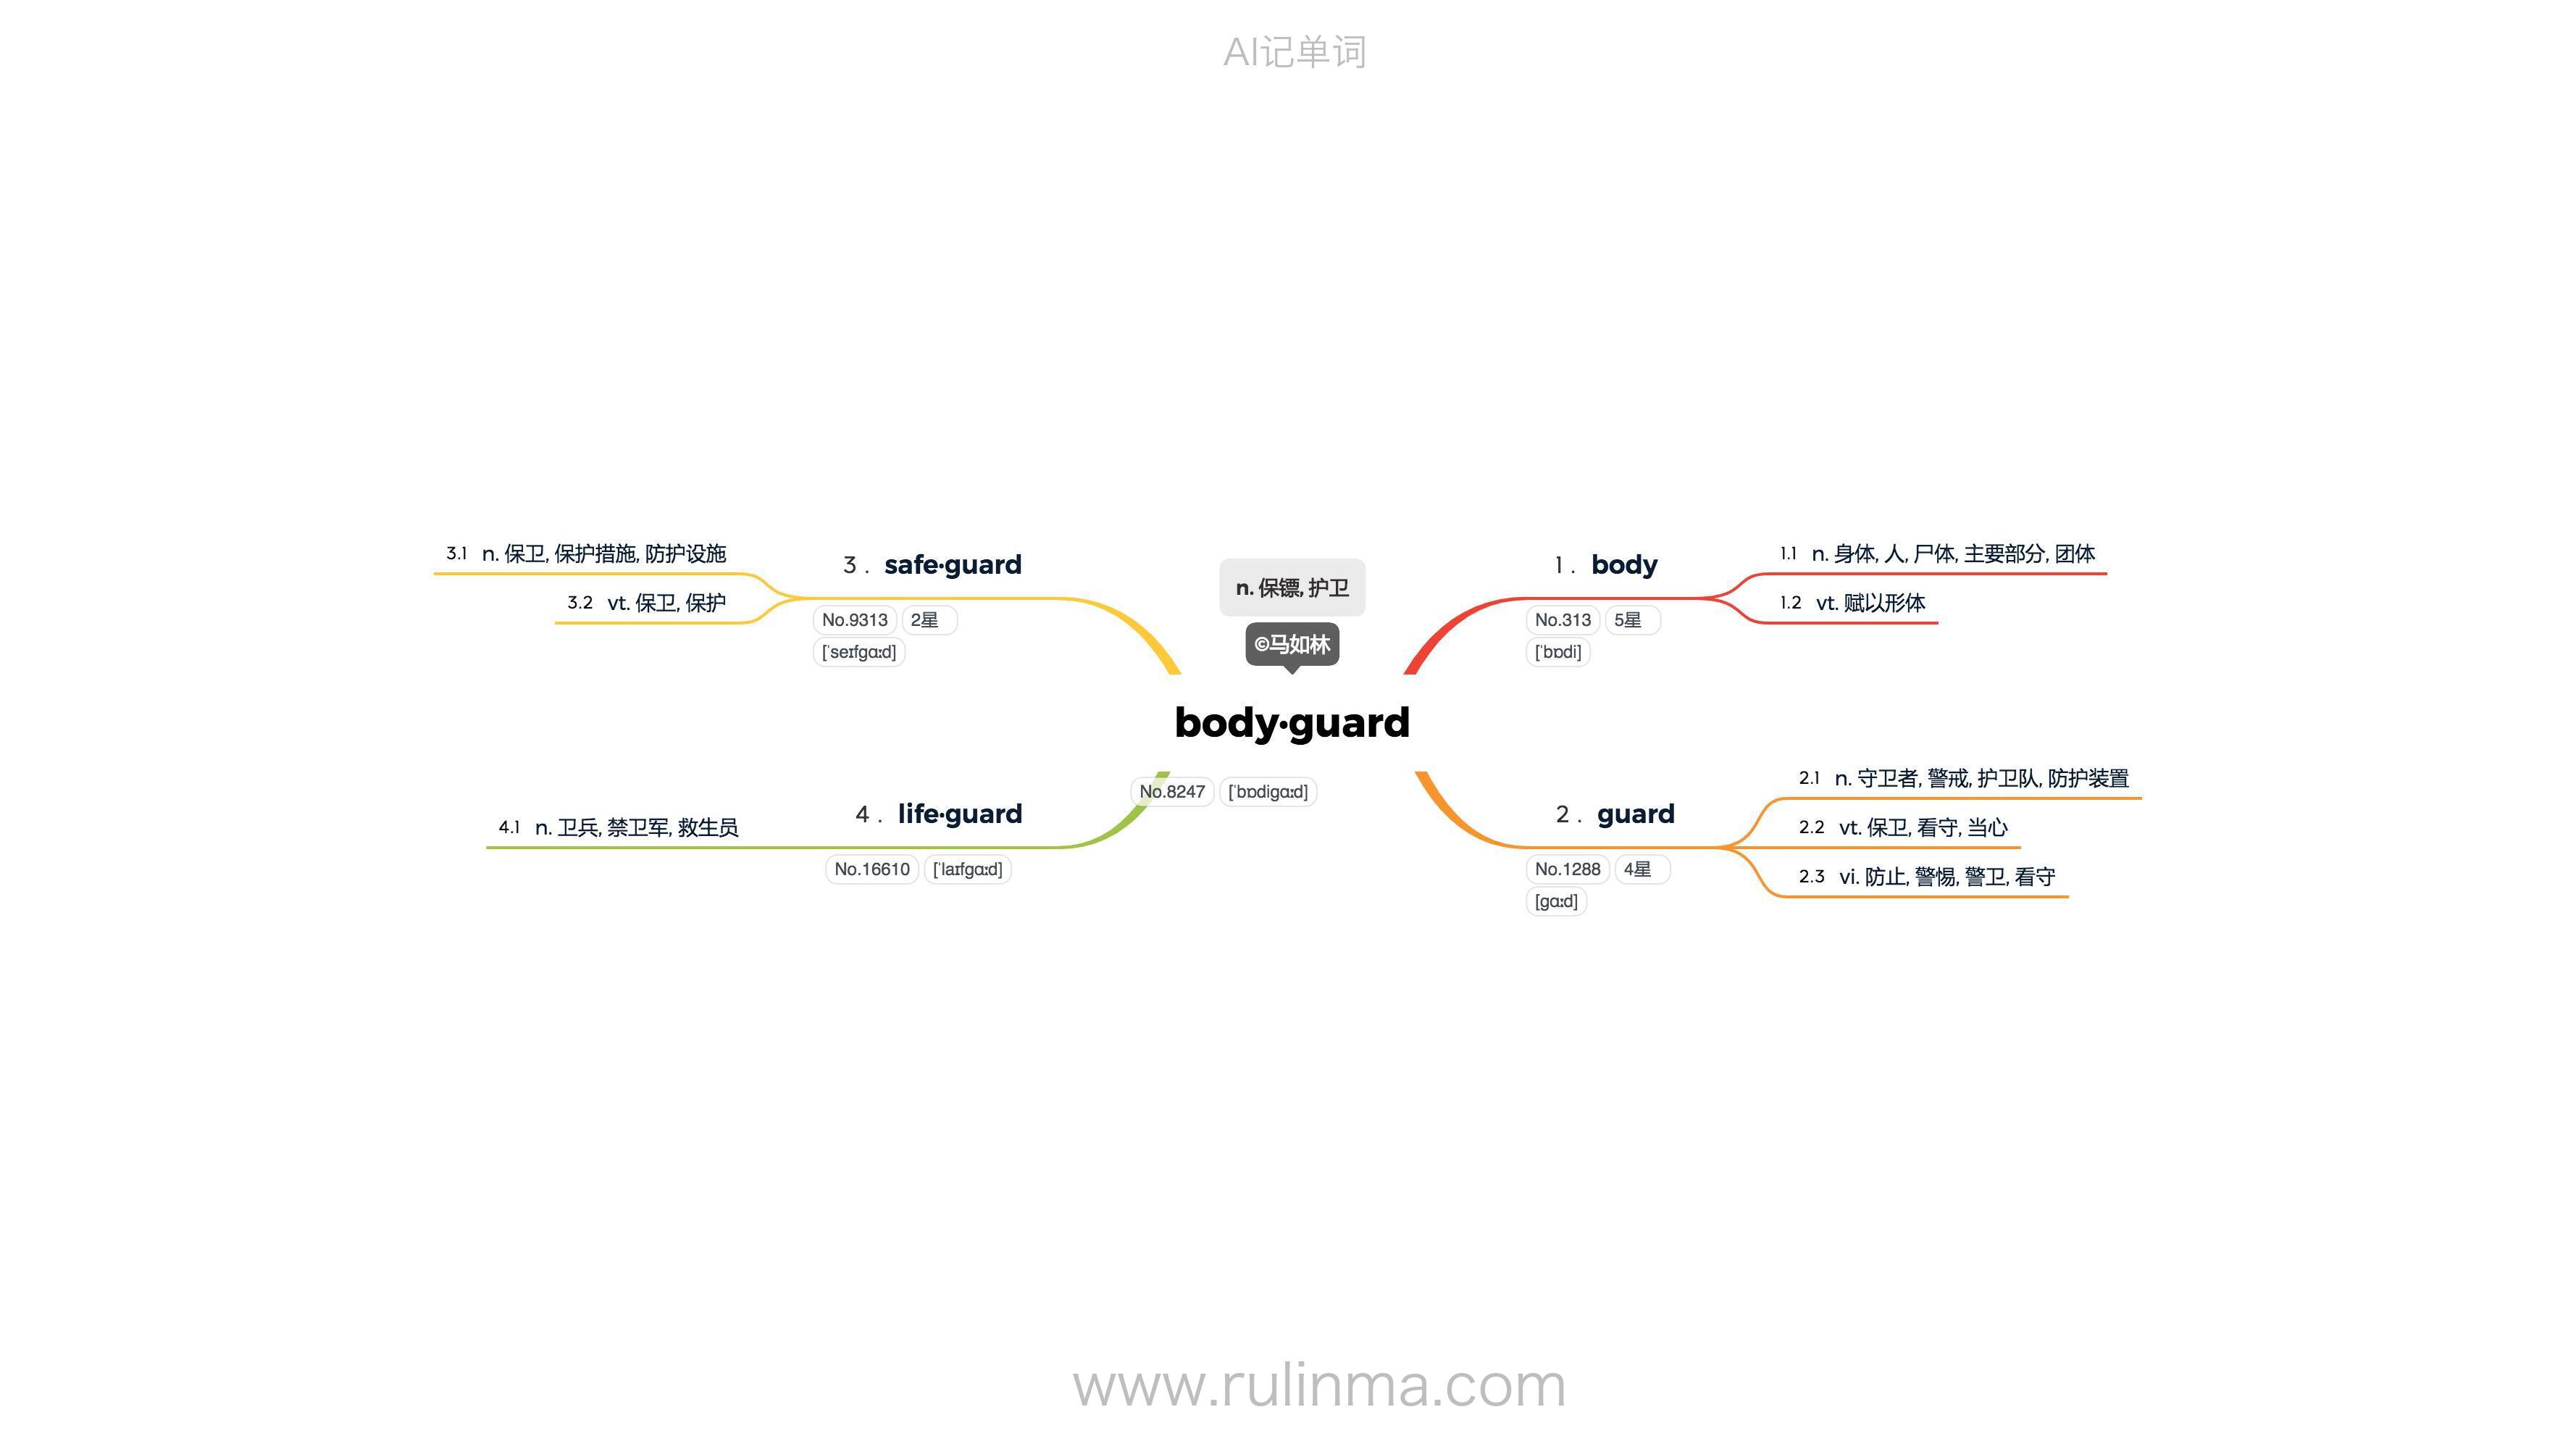 AI记单词
n. 保镖, 护卫
©马如林
body·guard
No.8247 [ˈbɒdigɑːd]
1. body
No.313 5星
[ˈbɒdi]
1.1 n. 身体, 人, 尸体, 主要部分, 团体
1.2 vt. 赋以形体
2. guard
No.1288 4星
[gɑːd]
2.1 n. 守卫者, 警戒, 护卫队, 防护装置
2.2 vt. 保卫, 看守, 当心
2.3 vi. 防止, 警惕, 警卫, 看守
3. safe·guard
No.9313 2星
[ˈseɪfgɑːd]
3.1 n. 保卫, 保护措施, 防护设施
3.2 vt. 保卫, 保护
4. life·guard
No.16610 [ˈlaɪfgɑːd]
4.1 n. 卫兵, 禁卫军, 救生员
www.rulinma.com